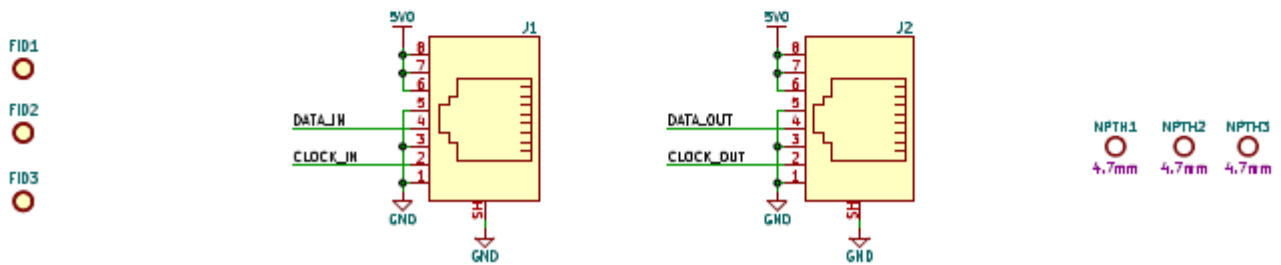 FID1
FID2
FID3
5V0
J1
8
7
6
5
DATA_IN 4
3
CLOCK_IN 2
1
GND
SH
GND
5V0
J2
8
7
6
5
DATA_OUT 4
3
CLOCK_OUT 2
1
GND
SH
GND
NPTH1 NPTH2 NPTH3
4.7mm 4.7mm 4.7mm